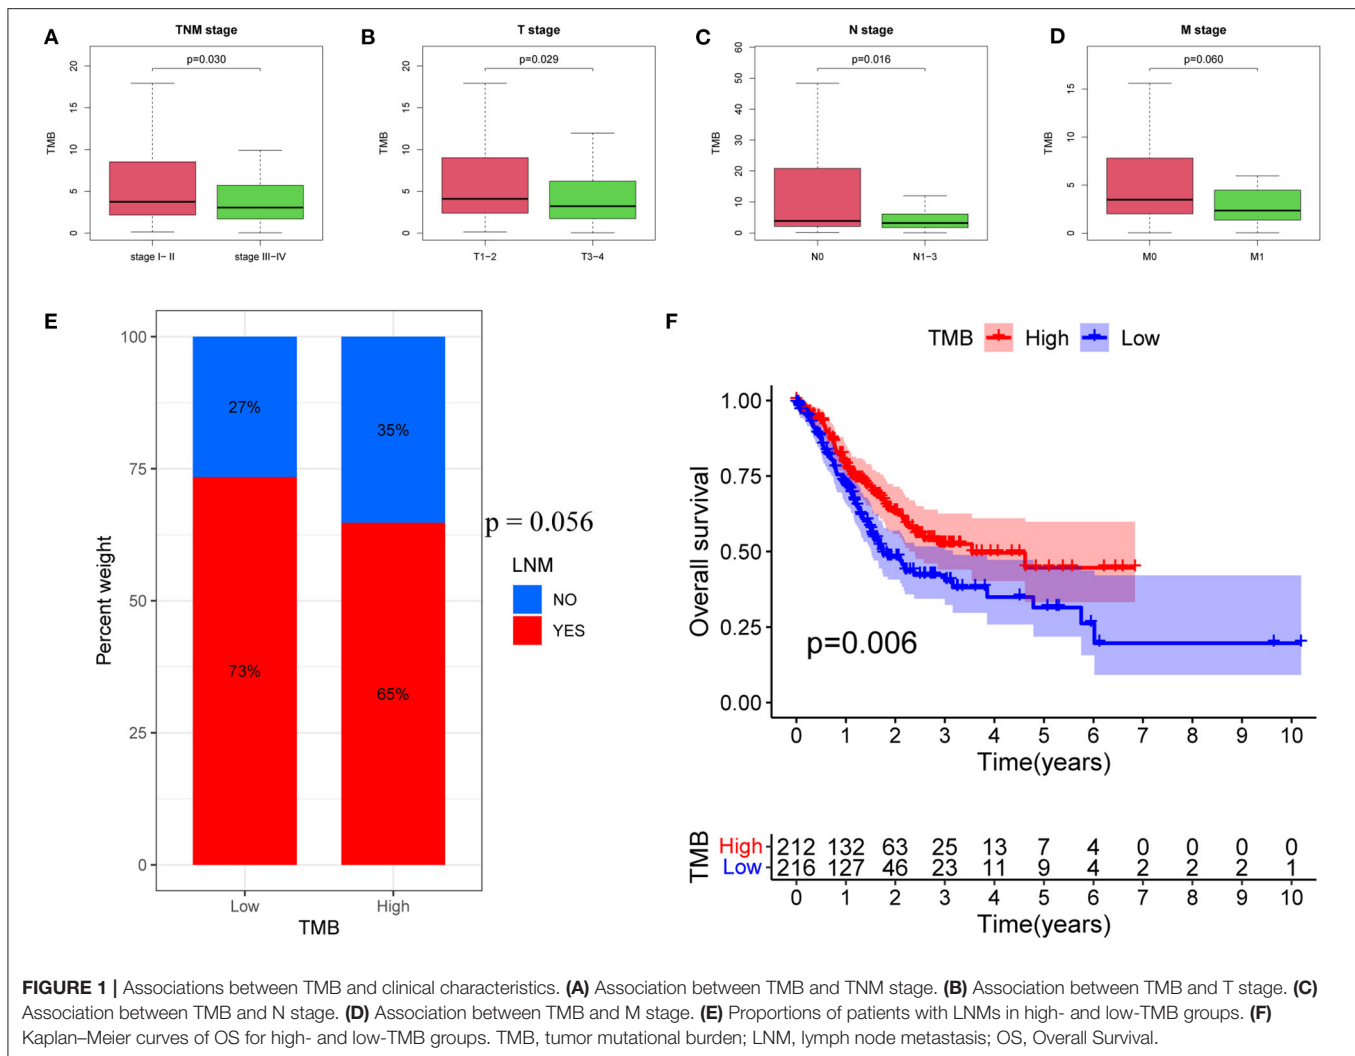 A
TNM stage
p=0.030
TMB
20
15
10
5
0
stage I- II
stage III-IV
B
T stage
p=0.029
TMB
20
15
10
5
0
T1-2
T3-4
C
N stage
p=0.016
TMB
60
50
40
30
20
10
0
N0
N1-3
D
M stage
p=0.060
TMB
15
10
5
0
M0
M1
E
100
75
50
25
0
Percent weight
27%
35%
73%
65%
Low
High
TMB
p = 0.056
LNM
NO
YES
F
TMB High Low
1.00
0.75
0.50
0.25
0.00
Overall survival
p=0.006
0 1 2 3 4 5 6 7 8 9 10
Time(years)
TMB
High 212 132 63 25 13 7 4 0 0 0 0
Low 216 127 46 23 11 9 4 2 2 2 1
0 1 2 3 4 5 6 7 8 9 10
Time(years)
FIGURE 1 | Associations between TMB and clinical characteristics. (A) Association between TMB and TNM stage. (B) Association between TMB and T stage. (C)
Association between TMB and N stage. (D) Association between TMB and M stage. (E) Proportions of patients with LNMs in high- and low-TMB groups. (F)
Kaplan–Meier curves of OS for high- and low-TMB groups. TMB, tumor mutational burden; LNM, lymph node metastasis; OS, Overall Survival.